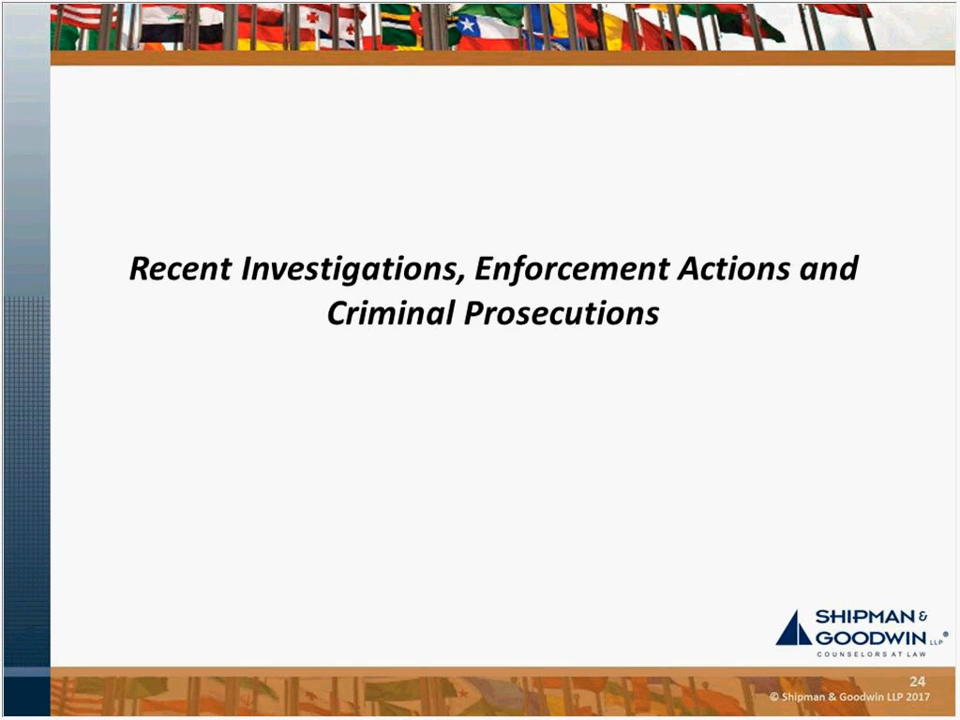 Recent Investigations, Enforcement Actions and
Criminal Prosecutions
SHIPMAN &
GOODWIN LLP®
COUNSELORS AT LAW
24
© Shipman & Goodwin LLP 2017